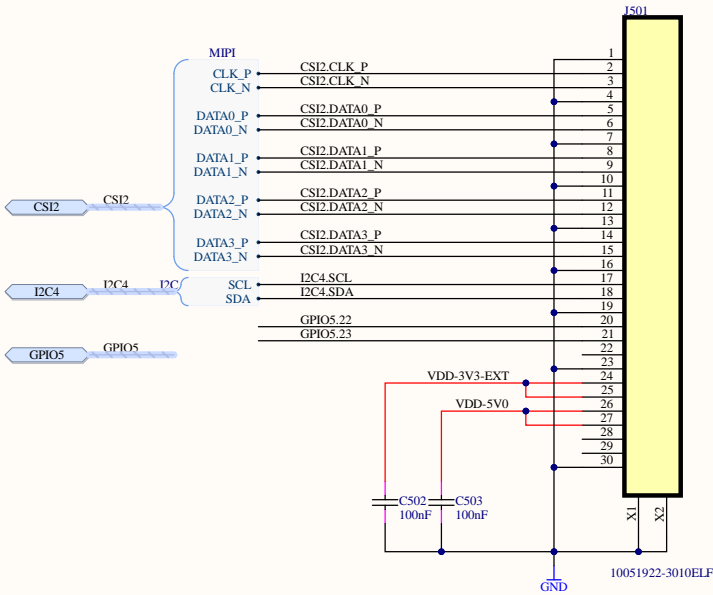 J501
MIPI
1
CLK_P CSI2.CLK_P 2
CLK_N CSI2.CLK_N 3
4
DATA0_P CSI2.DATA0_P 5
DATA0_N CSI2.DATA0_N 6
7
DATA1_P CSI2.DATA1_P 8
DATA1_N CSI2.DATA1_N 9
10
DATA2_P CSI2.DATA2_P 11
CSI2 CSI2 DATA2_N CSI2.DATA2_N 12
13
DATA3_P CSI2.DATA3_P 14
DATA3_N CSI2.DATA3_N 15
16
I2C4 I2C4 I2C SCL I2C4.SCL 17
SDA I2C4.SDA 18
19
GPIO5.22 20
GPIO5.23 21
GPIO5 GPIO5 22
23
VDD-3V3-EXT 24
25
VDD-5V0 26
27
28
29
30
C502 C503
100nF 100nF
X1 X2
10051922-3010ELF
GND